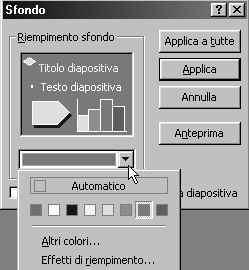 Sfondo
Riempimento sfondo
Titolo diapositiva
Testo diapositiva
Applica a tutte
Applica
Annulla
Anteprima
a diapositiva
Automatico
Altri colori...
Effetti di riempimento...